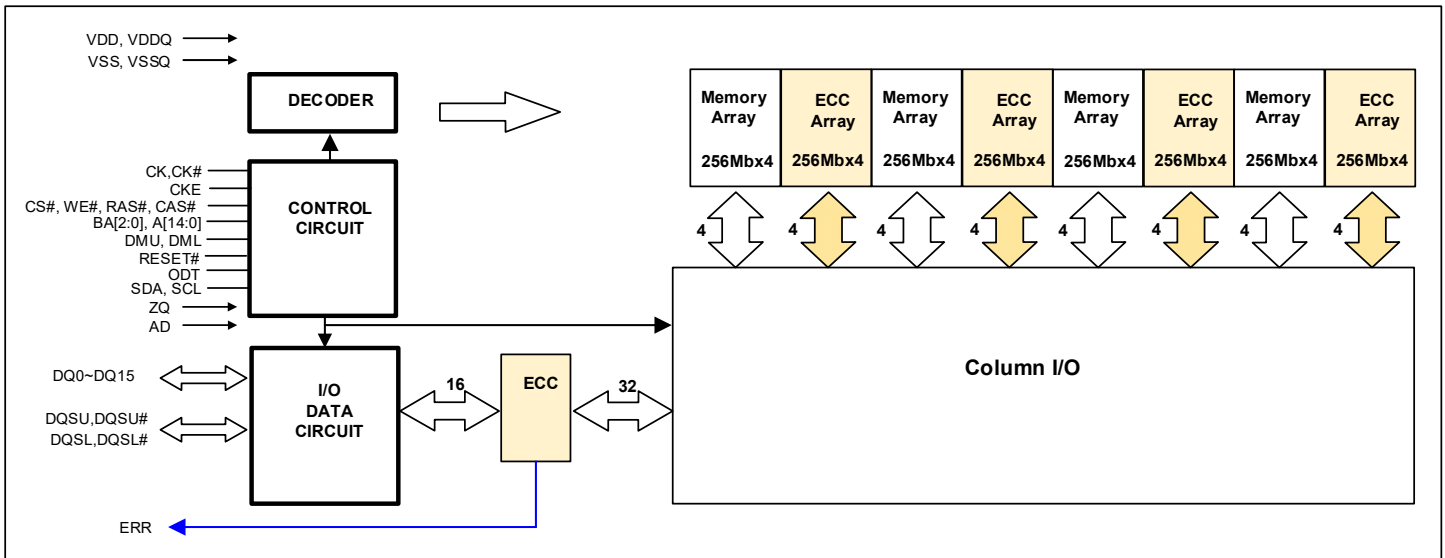 VDD, VDDQ
VSS, VSSQ
DECODER
Memory Array 256Mbx4
ECC Array 256Mbx4
Memory Array 256Mbx4
ECC Array 256Mbx4
Memory Array 256Mbx4
ECC Array 256Mbx4
Memory Array 256Mbx4
ECC Array 256Mbx4
4
4
4
4
4
4
4
4
CK,CK#
CKE
CS#, WE#, RAS#, CAS#
BA[2:0], A[14:0]
DMU, DML
RESET#
ODT
SDA, SCL
ZQ
AD
CONTROL
CIRCUIT
DQ0~DQ15
DQSU,DQSU#
DQSL,DQSL#
I/O
DATA
CIRCUIT
16
ECC
32
Column I/O
ERR